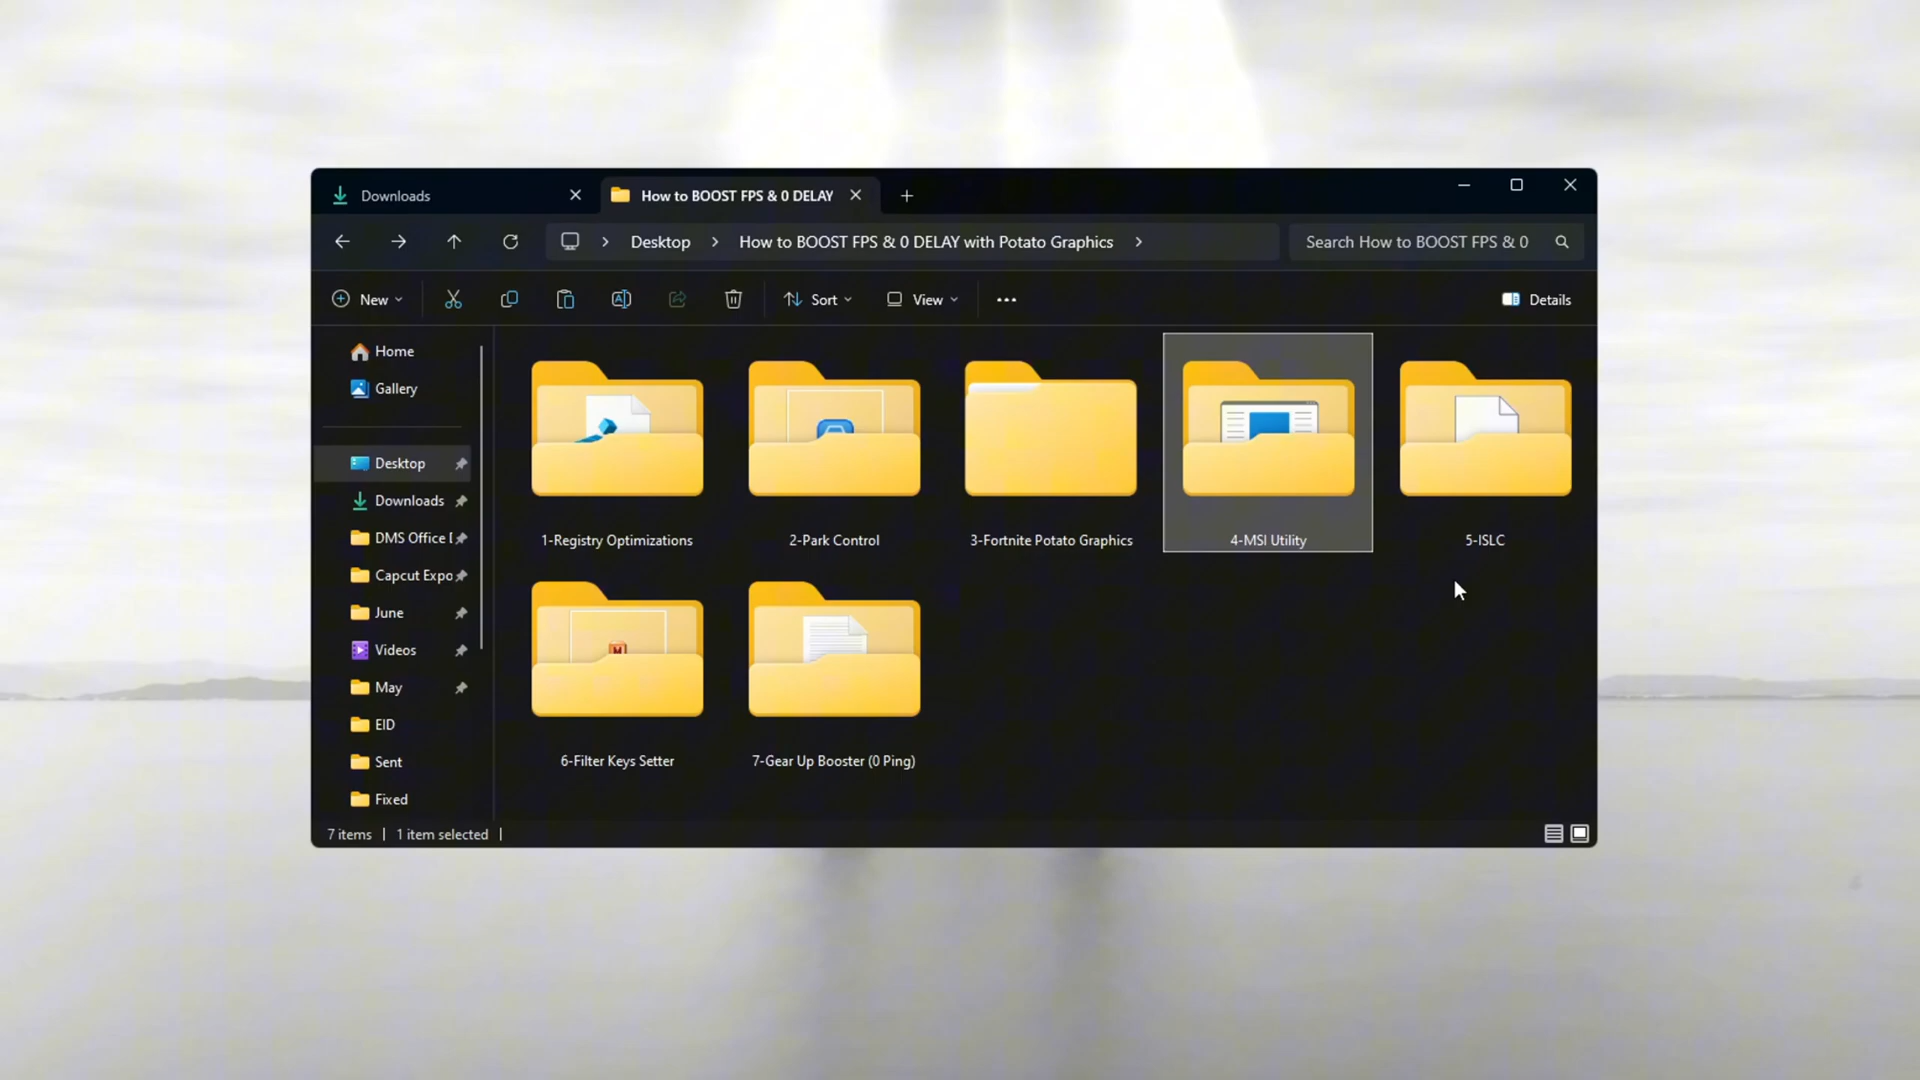 Downloads
How to BOOST FPS & 0 DELAY
Desktop
How to BOOST FPS & 0 DELAY with Potato Graphics
Search How to BOOST FPS & 0
New
Sort
View
Details
Home
Gallery
Desktop
Downloads
DMS Office
Capcut Expo
June
Videos
May
EID
Sent
Fixed
1-Registry Optimizations
2-Park Control
3-Fortnite Potato Graphics
4-MSI Utility
5-ISLC
6-Filter Keys Setter
7-Gear Up Booster (0 Ping)
7 items
1 item selected